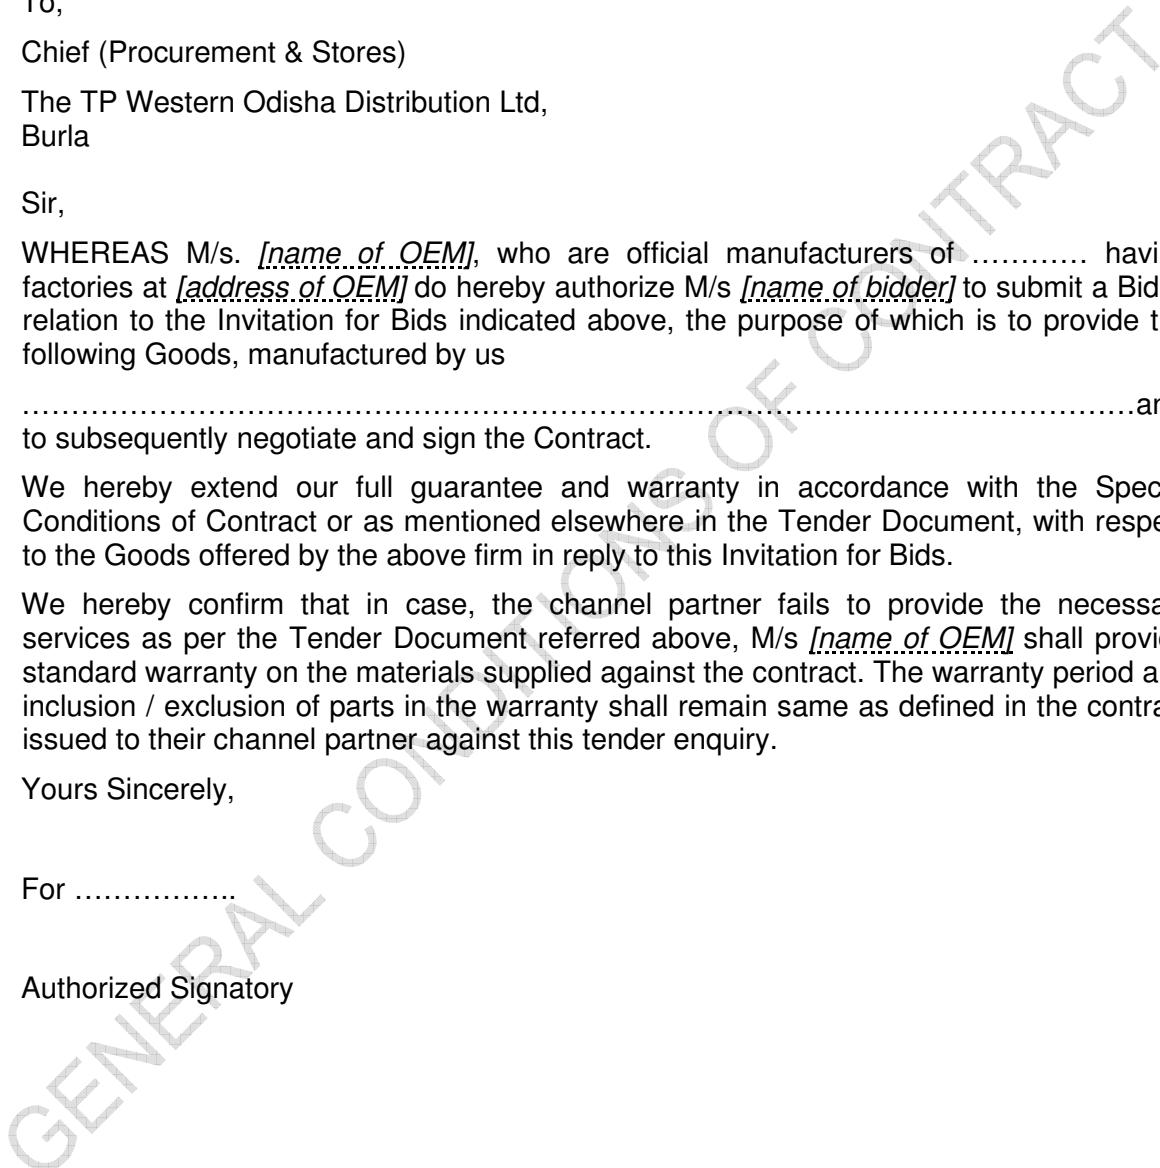 To,
Chief (Procurement & Stores)
The TP Western Odisha Distribution Ltd,
Burla
Sir,
WHEREAS M/s. [name of OEM], who are official manufacturers of ………… havi
factories at [address of OEM] do hereby authorize M/s [name of bidder] to submit a Bid
relation to the Invitation for Bids indicated above, the purpose of which is to provide t
following Goods, manufactured by us
……………………………………………………………………………………………………an
to subsequently negotiate and sign the Contract.
We hereby extend our full guarantee and warranty in accordance with the Spec
Conditions of Contract or as mentioned elsewhere in the Tender Document, with respe
to the Goods offered by the above firm in reply to this Invitation for Bids.
We hereby confirm that in case, the channel partner fails to provide the necessa
services as per the Tender Document referred above, M/s [name of OEM] shall provi
standard warranty on the materials supplied against the contract. The warranty period a
inclusion / exclusion of parts in the warranty shall remain same as defined in the contra
issued to their channel partner against this tender enquiry.
Yours Sincerely,
For ……………..
Authorized Signatory
GENERAL CONDITIONS OF CONTRACT